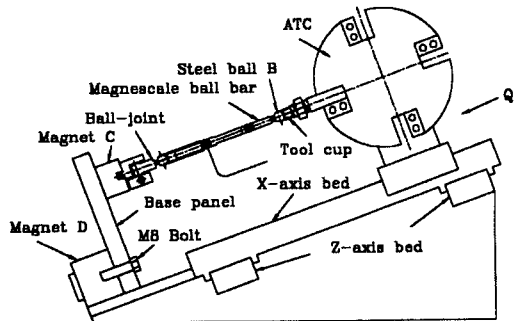 ATC
Steel ball B
Magnescale ball bar
Q
Ball-joint
Magnet C
Tool cup
X-axis bed
Base panel
Magnet D
M8 Bolt
Z-axis bed